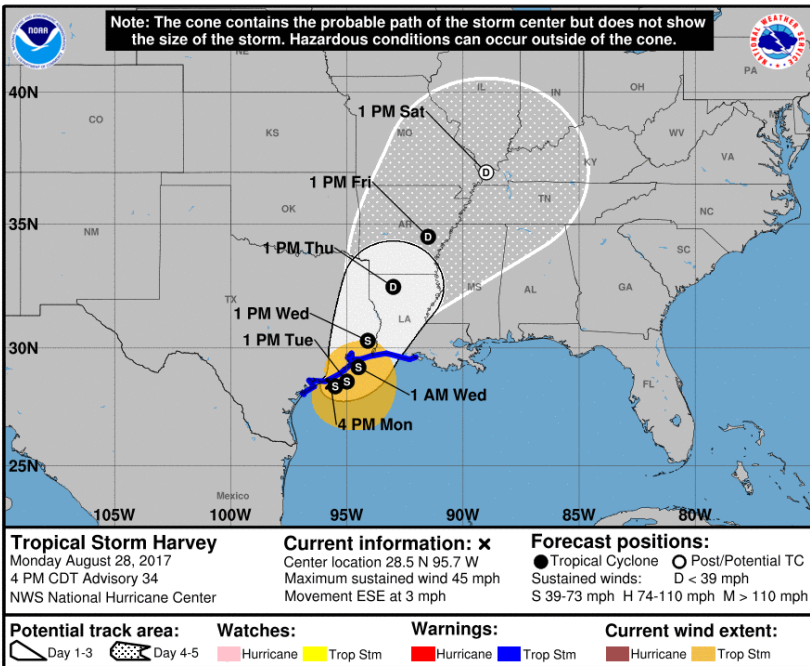 Note: The cone contains the probable path of the storm center but does not show
the size of the storm. Hazardous conditions can occur outside of the cone.
NOAA
NATIONAL WEATHER SERVICE
NE
IL
IN
OH
PA
40N
CO
KS
MO
WV
VA
KY
1 PM Sat
D
1 PM Fri
OK
AR
TN
NC
35N
NM
D
SC
1 PM Thu
D
MS
AL
GA
TX
LA
1 PM Wed
S
1 PM Tue
30N
S
S
S
1 AM Wed
FL
4 PM Mon
25N
Mexico
105W
100W
95W
90W
85W
80W
Tropical Storm Harvey
Monday August 28, 2017
4 PM CDT Advisory 34
NWS National Hurricane Center
Current information: ×
Center location 28.5 N 95.7 W
Maximum sustained wind 45 mph
Movement ESE at 3 mph
Forecast positions:
Tropical Cyclone Post/Potential TC
Sustained winds: D < 39 mph
S 39-73 mph H 74-110 mph M > 110 mph
Potential track area:
Day 1-3 Day 4-5
Watches:
Hurricane Trop Stm
Warnings:
Hurricane Trop Stm
Current wind extent:
Hurricane Trop Stm